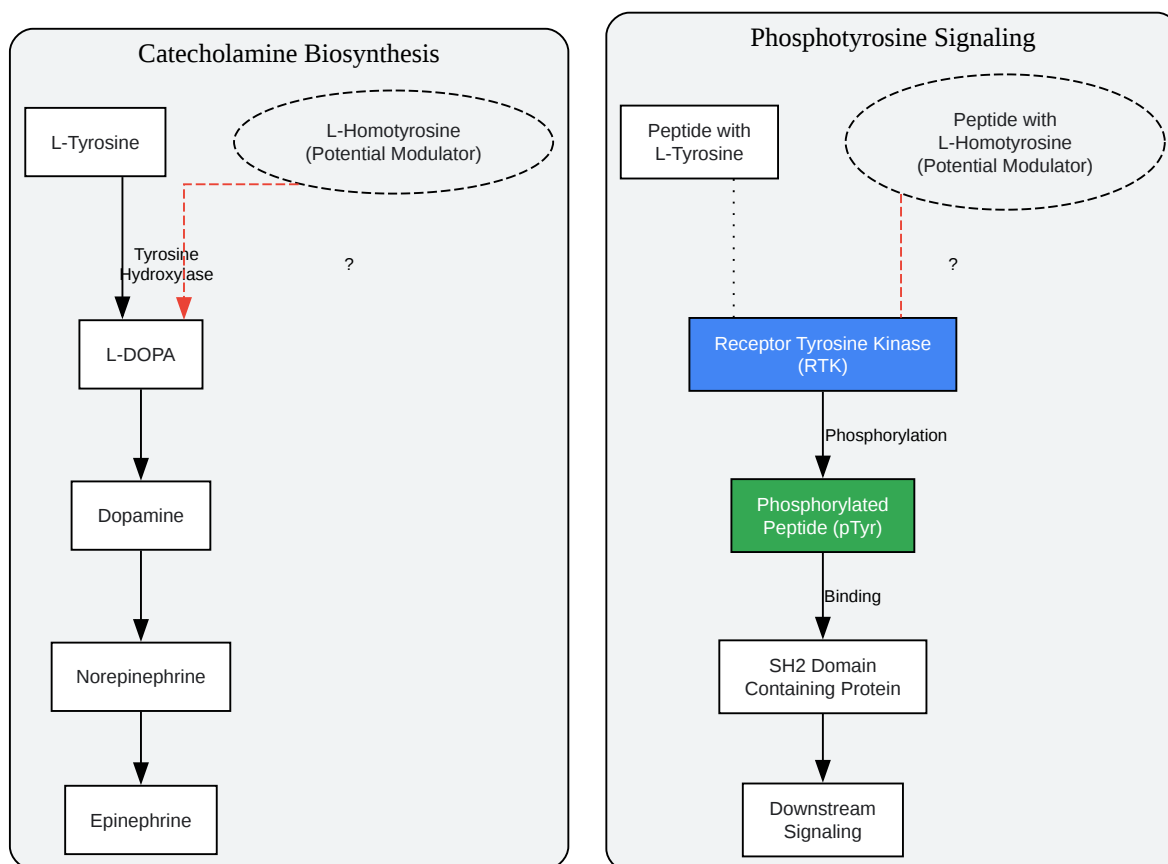 Catecholamine Biosynthesis
L-Tyrosine
L-Homotyrosine
(Potential Modulator)
Tyrosine
Hydroxylase
?
L-DOPA
Dopamine
Norepinephrine
Epinephrine
Phosphotyrosine Signaling
Peptide with
L-Tyrosine
Peptide with
L-Homotyrosine
(Potential Modulator)
?
Receptor Tyrosine Kinase
(RTK)
Phosphorylation
Phosphorylated
Peptide (pTyr)
Binding
SH2 Domain
Containing Protein
Downstream
Signaling